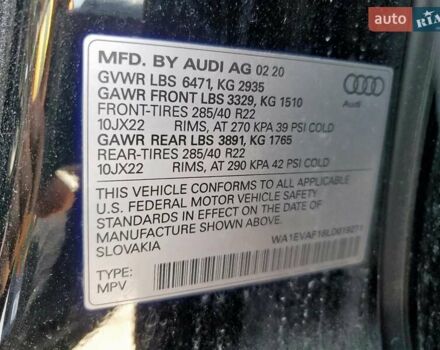 auto RIA
MFD. BY AUDI AG 02 20
GVWR LBS 6471, KG 2935
GAWR FRONT LBS 3329, KG 1510
FRONT-TIRES 285/40 R22
10JX22 RIMS, AT 270 KPA 39 PSI COLD
GAWR REAR LBS 3891, KG 1765
REAR-TIRES 285/40 R22
10JX22 RIMS, AT 290 KPA 42 PSI COLD
Audi
THIS VEHICLE CONFORMS TO ALL APPLICABLE
U.S. FEDERAL MOTOR VEHICLE SAFETY
STANDARDS IN EFFECT ON THE DATE OF
MANUFACTURE SHOWN ABOVE.
SLOVAKIA
TYPE:
MPV